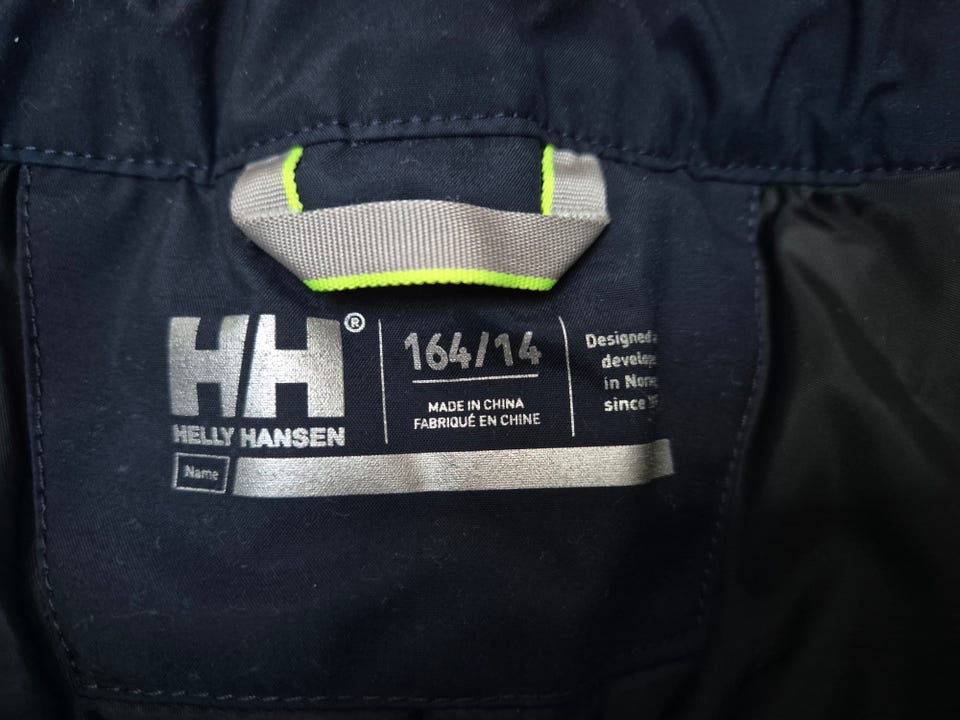 HH®
HELLY HANSEN
Name
164/14
MADE IN CHINA
FABRIQUÉ EN CHINE
Designed
in
since